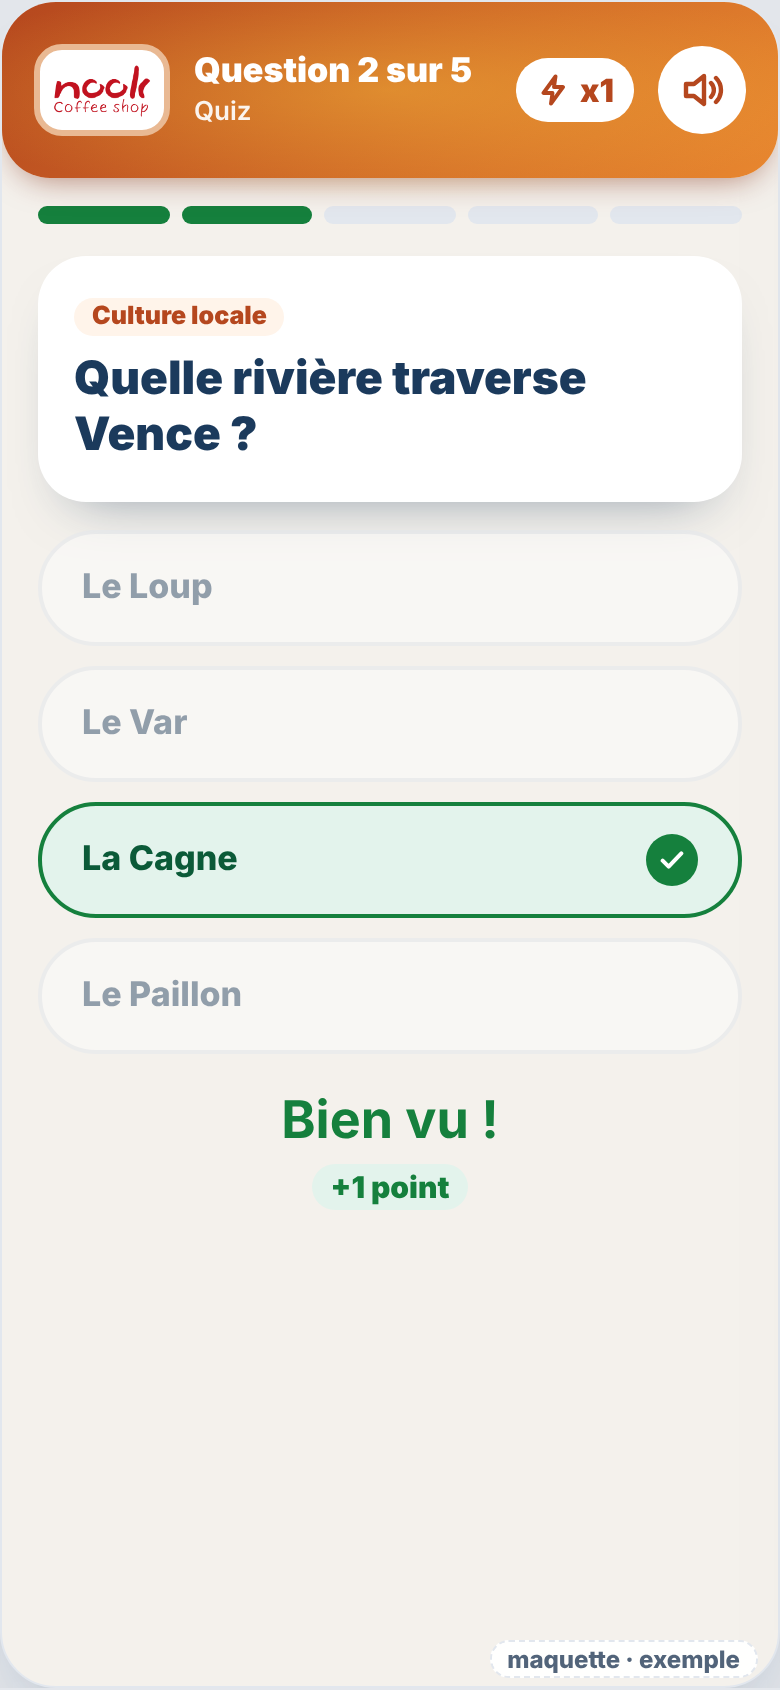 nook
Coffee shop
Question 2 sur 5
Quiz
x1
Culture locale
Quelle rivière traverse
Vence ?
Le Loup
Le Var
La Cagne
Le Paillon
Bien vu !
+1 point
maquette · exemple